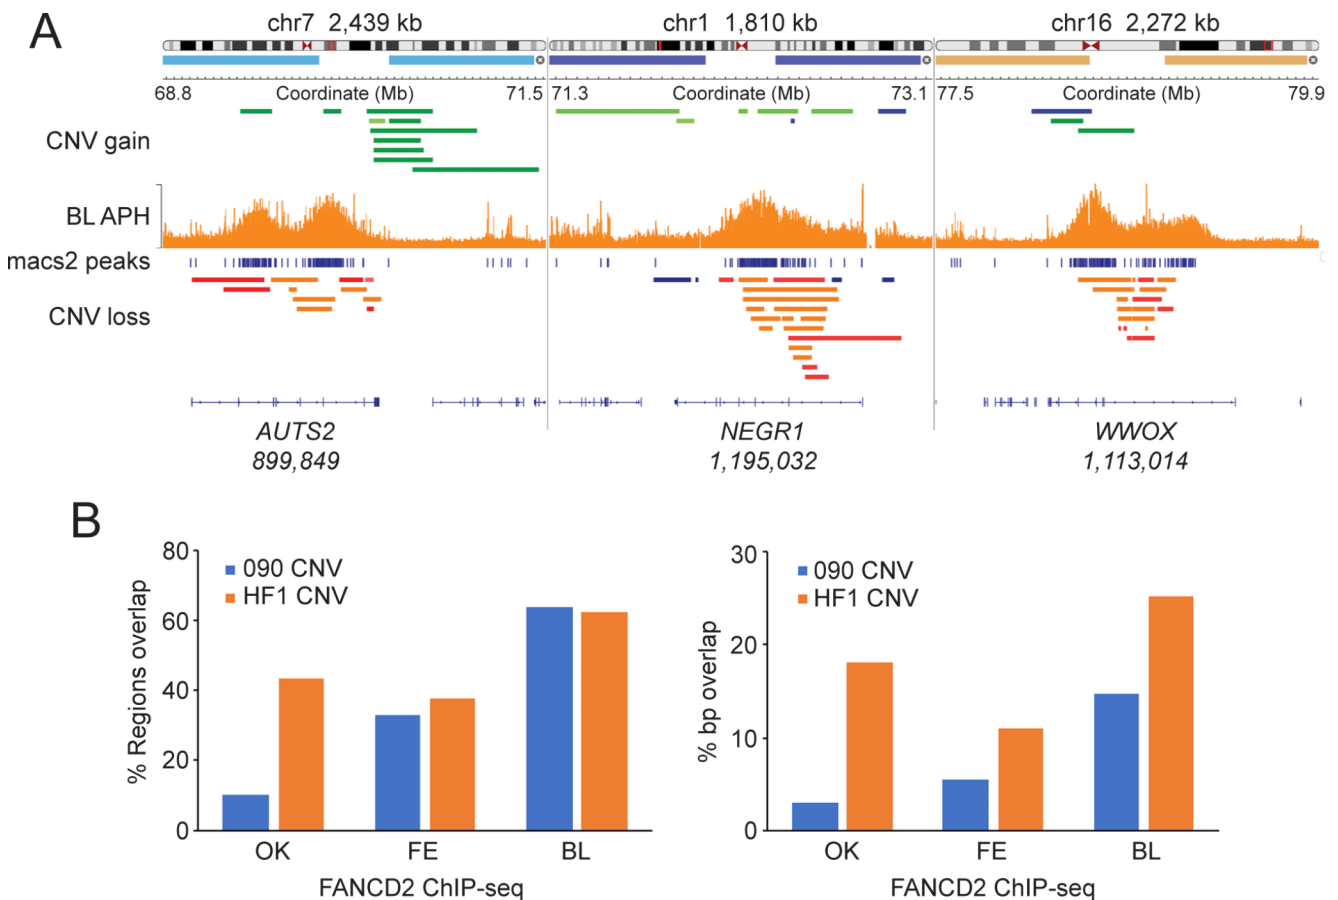 A
chr7 2,439 kb
chr1 1,810 kb
chr16 2,272 kb
68.8 Coordinate (Mb) 71.5
71.3 Coordinate (Mb) 73.1
77.5 Coordinate (Mb) 79.9
CNV gain
BL APH
macs2 peaks
CNV loss
AUTS2
899,849
NEGR1
1,195,032
WWOX
1,113,014
B
% Regions overlap
80
60
40
20
0
090 CNV
HF1 CNV
OK FE BL
FANCD2 ChIP-seq
% bp overlap
30
20
10
0
090 CNV
HF1 CNV
OK FE BL
FANCD2 ChIP-seq